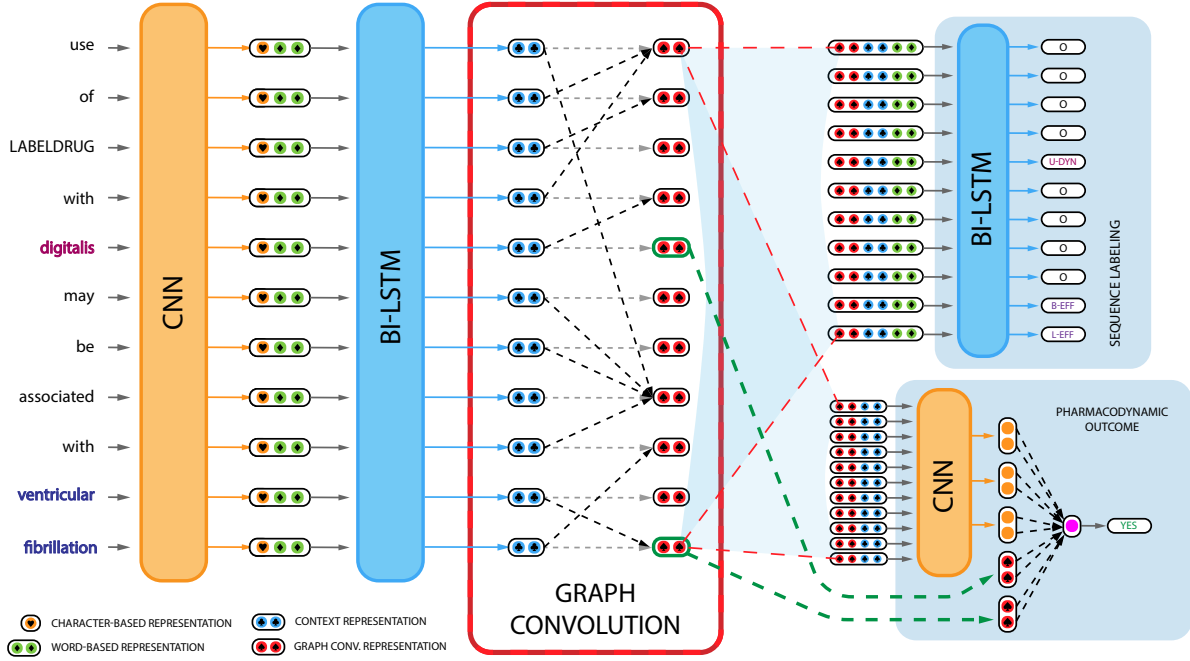 use
of
LABELDRUG
with
digitalis
may
be
associated
with
ventricular
fibrillation
CNN
BI-LSTM
GRAPH
CONVOLUTION
BI-LSTM
O
O
O
O
U-DYN
O
O
O
O
B-EFF
L-EFF
SEQUENCE LABELING
CNN
PHARMACODYNAMIC
OUTCOME
YES
CHARACTER-BASED REPRESENTATION
WORD-BASED REPRESENTATION
CONTEXT REPRESENTATION
GRAPH CONV. REPRESENTATION